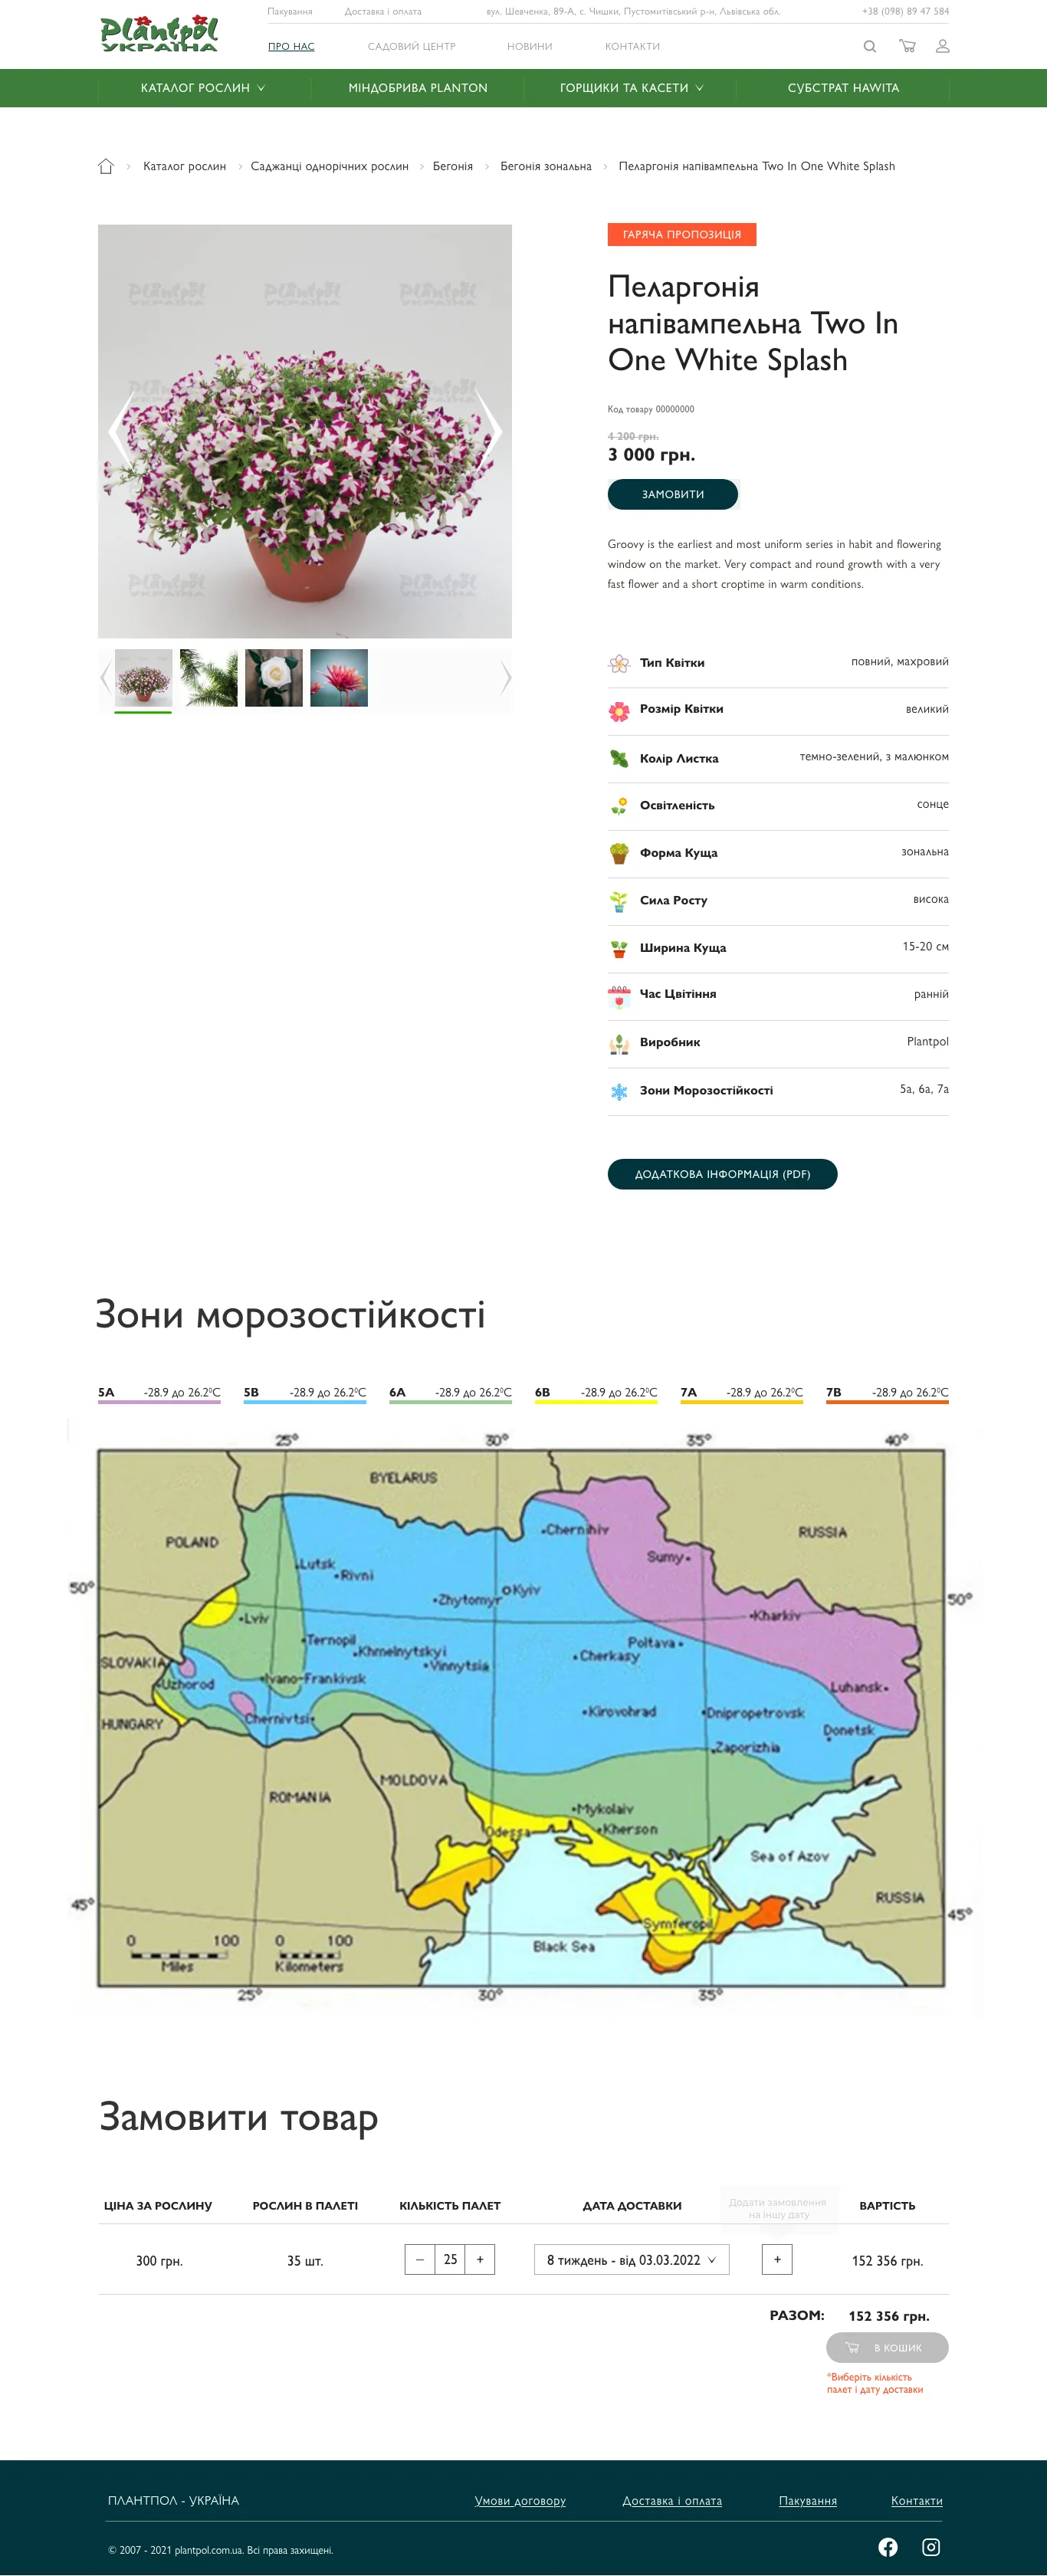 Plantpol
УКРАЇНА
Пакування
Доставка і оплата
вул. Шевченка, 89-А, с. Чишки, Пустомитівський р-н, Львівська обл.
+38 (098) 89 47 584
ПРО НАС
САДОВИЙ ЦЕНТР
НОВИНИ
КОНТАКТИ
КАТАЛОГ РОСЛИН
МІНДОБРИВА PLANTON
ГОРЩИКИ ТА КАСЕТИ
СУБСТРАТ HAWITA
Каталог рослин
Саджанці однорічних рослин
Бегонія
Бегонія зональна
Пеларгонія напівампельна Two In One White Splash
ГАРЯЧА ПРОПОЗИЦІЯ
Пеларгонія
напівампельна Two In
One White Splash
Код товару 00000000
4 200 грн.
3 000 грн.
ЗАМОВИТИ
Groovy is the earliest and most uniform series in habit and flowering
window on the market. Very compact and round growth with a very
fast flower and a short croptime in warm conditions.
Тип Квітки
повний, махровий
Розмір Квітки
великий
Колір Листка
темно-зелений, з малюнком
Освітленість
сонце
Форма Куща
зональна
Сила Росту
висока
Ширина Куща
15-20 см
Час Цвітіння
ранній
Виробник
Plantpol
Зони Морозостійкості
5а, 6а, 7а
ДОДАТКОВА ІНФОРМАЦІЯ (PDF)
Зони морозостійкості
5A -28.9 до 26.2⁰C
5B -28.9 до 26.2⁰C
6A -28.9 до 26.2⁰C
6B -28.9 до 26.2⁰C
7A -28.9 до 26.2⁰C
7B -28.9 до 26.2⁰C
25° 30° 35° 40°
BYELARUS
POLAND
RUSSIA
Chernihiv
Sumy
Lutsk
Rivni
50°
Kyiv
Zhytomyr
50°
Lviv
Kharkiv
Ternopil
Khmelnytskyi
Poltava
Cherkasy
SLOVAKIA
Vinnytsia
Uzhorod
Ivano-Frankivsk
Luhansk
Chernivtsi
Kirovohrad
Dnipropetrovsk
HUNGARY
Donetsk
Zaporizhia
MOLDOVA
ROMANIA
Mykolaiv
Kherson
Odessa
Sea of Azov
RUSSIA
45°
45°
Symferopil
0 100
Miles
0 100
Kilometers
Black Sea
25° 30° 35°
Замовити товар
ЦІНА ЗА РОСЛИНУ
РОСЛИН В ПАЛЕТІ
КІЛЬКІСТЬ ПАЛЕТ
ДАТА ДОСТАВКИ
Додати замовлення
на іншу дату
ВАРТІСТЬ
300 грн.
35 шт.
– 25 +
8 тиждень - від 03.03.2022
+
152 356 грн.
РАЗОМ: 152 356 грн.
В КОШИК
*Виберіть кількість
палет і дату доставки
ПЛАНТПОЛ - УКРАЇНА
Умови договору
Доставка і оплата
Пакування
Контакти
© 2007 - 2021 plantpol.com.ua. Всі права захищені.